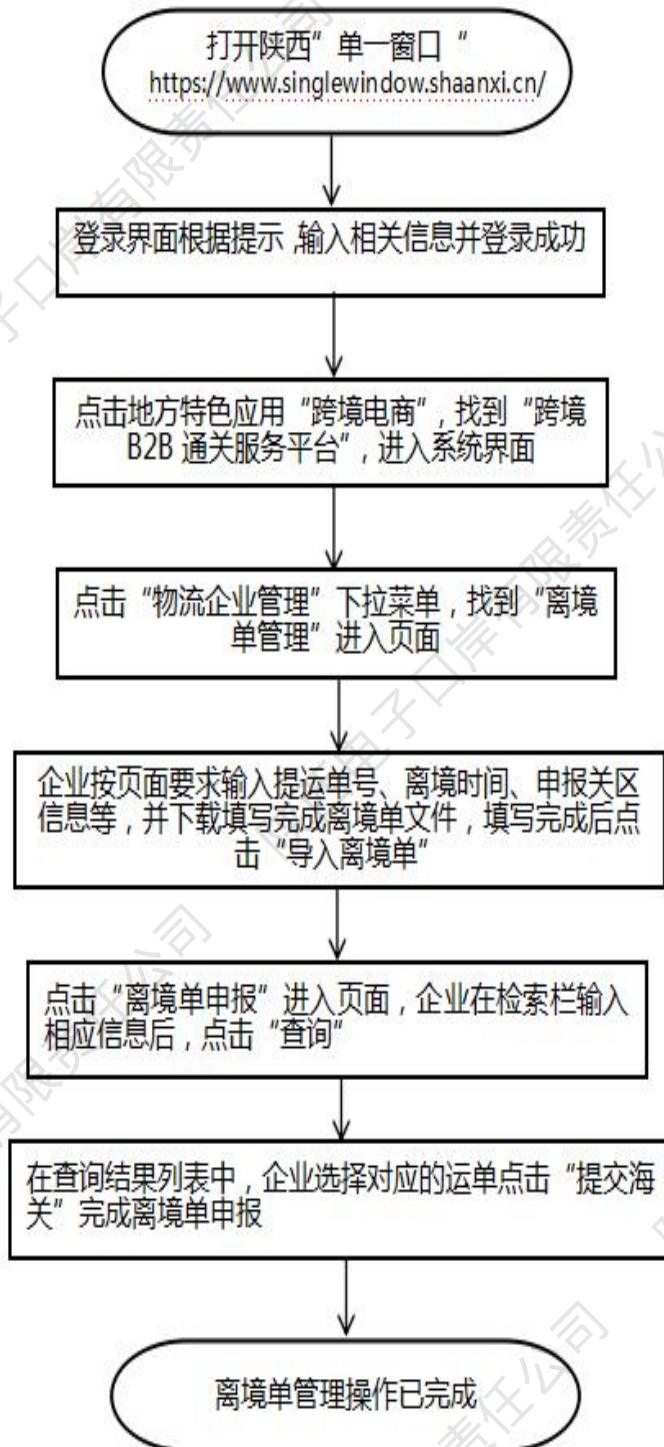 打开陕西”单一窗口“
https://www.singlewindow.shaanxi.cn/
登录界面根据提示,输入相关信息并登录成功
点击地方特色应用“跨境电商”，找到“跨境
B2B 通关服务平台”，进入系统界面
点击“物流企业管理”下拉菜单，找到“离境
单管理”进入页面
企业按页面要求输入提运单号、离境时间、申报关区
信息等，并下载填写完成离境单文件，填写完成后点
击“导入离境单”
点击“离境单申报”进入页面，企业在检索栏输入
相应信息后，点击“查询”
在查询结果列表中，企业选择对应的运单点击“提交海
关”完成离境单申报
离境单管理操作已完成